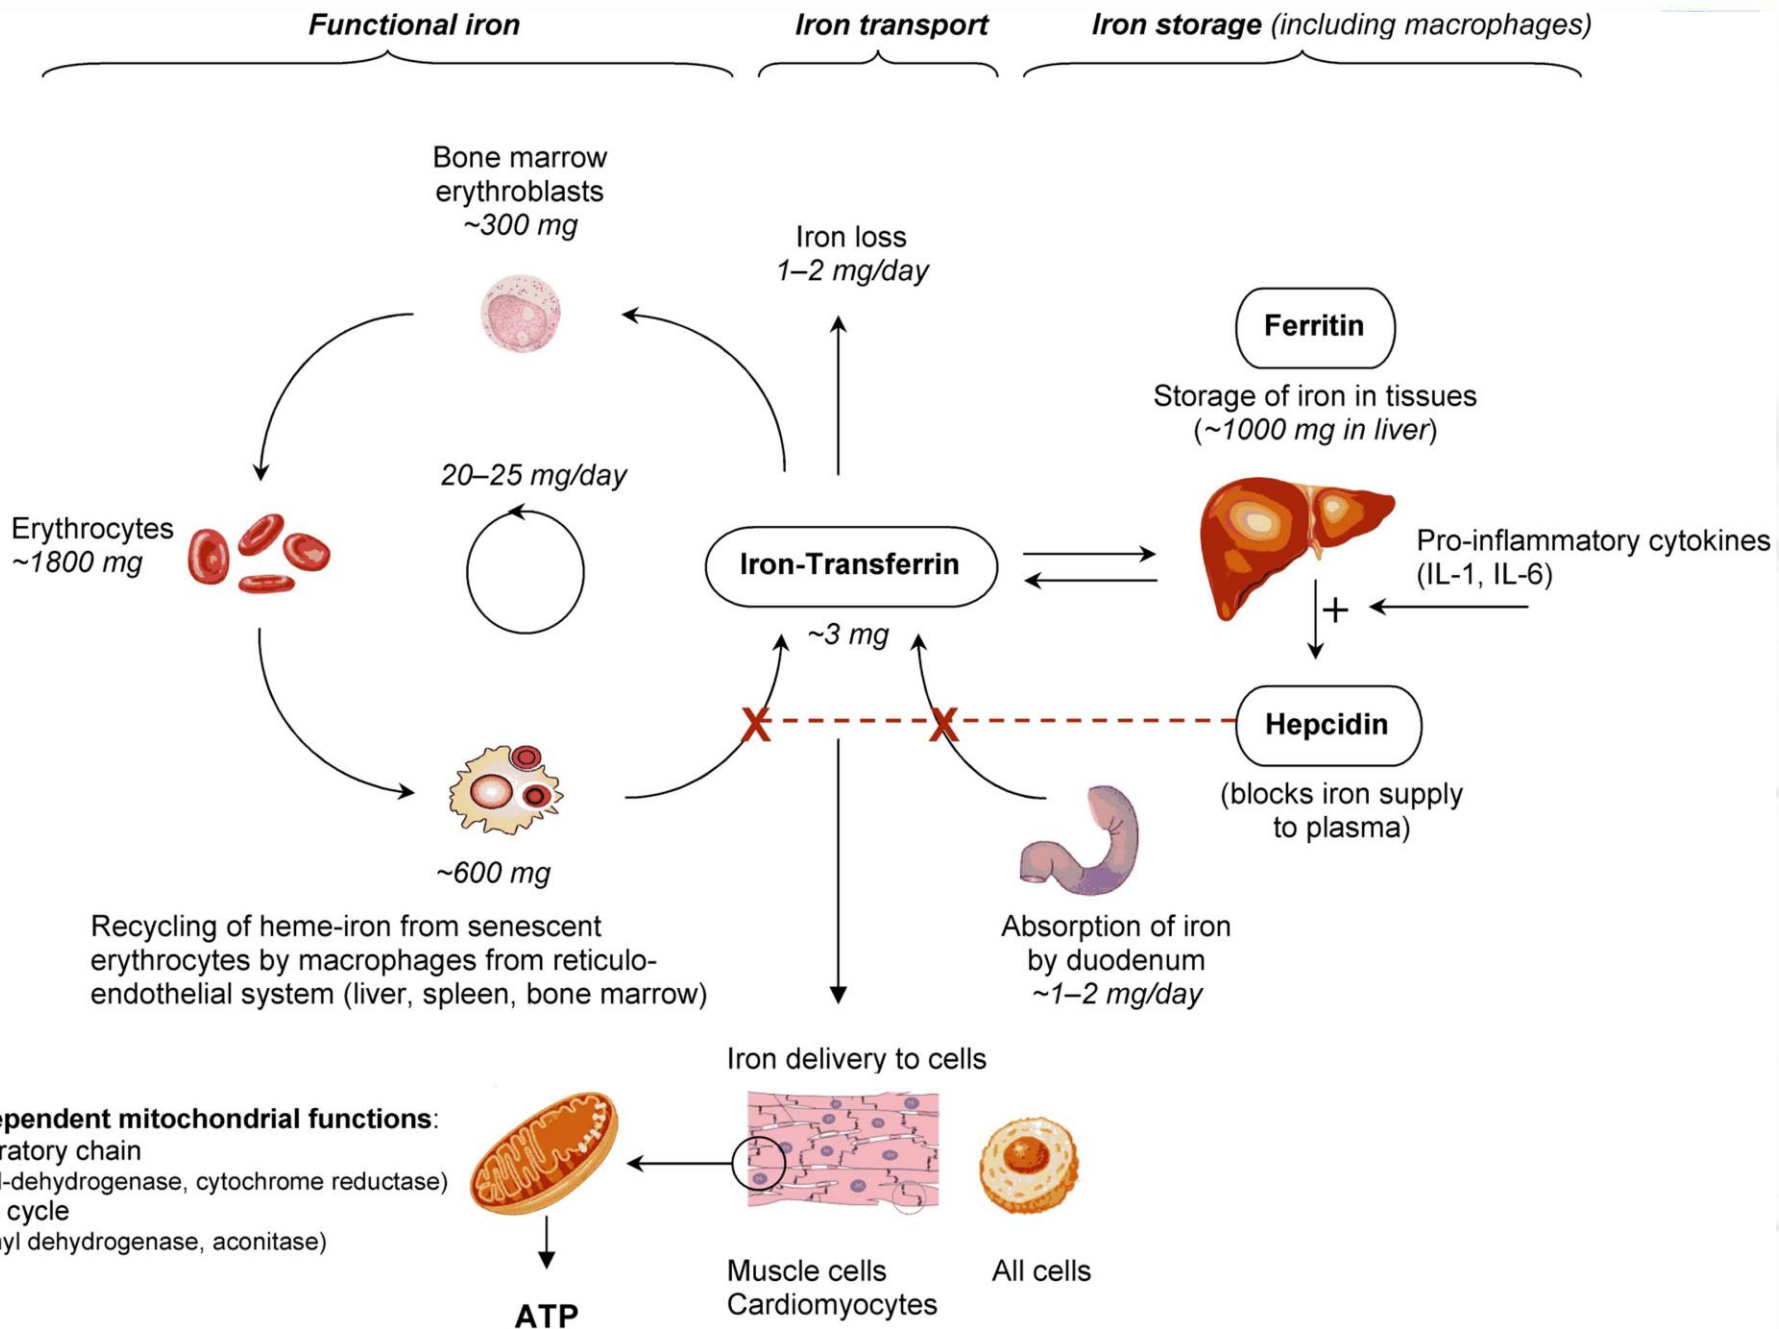 Functional iron
Iron transport
Iron storage (including macrophages)
Bone marrow
erythroblasts
~300 mg
Iron loss
1–2 mg/day
Ferritin
Storage of iron in tissues
(~1000 mg in liver)
20–25 mg/day
Erythrocytes
~1800 mg
Iron-Transferrin
~3 mg
Pro-inflammatory cytokines
(IL-1, IL-6)
+
X
X
Hepcidin
(blocks iron supply
to plasma)
~600 mg
Recycling of heme-iron from senescent
erythrocytes by macrophages from reticulo-
endothelial system (liver, spleen, bone marrow)
Absorption of iron
by duodenum
~1–2 mg/day
Iron delivery to cells
mitochondrial functions:
chain
cytochrome reductase)
cycle
dehydrogenase, aconitase)
ATP
Muscle cells
Cardiomyocytes
All cells